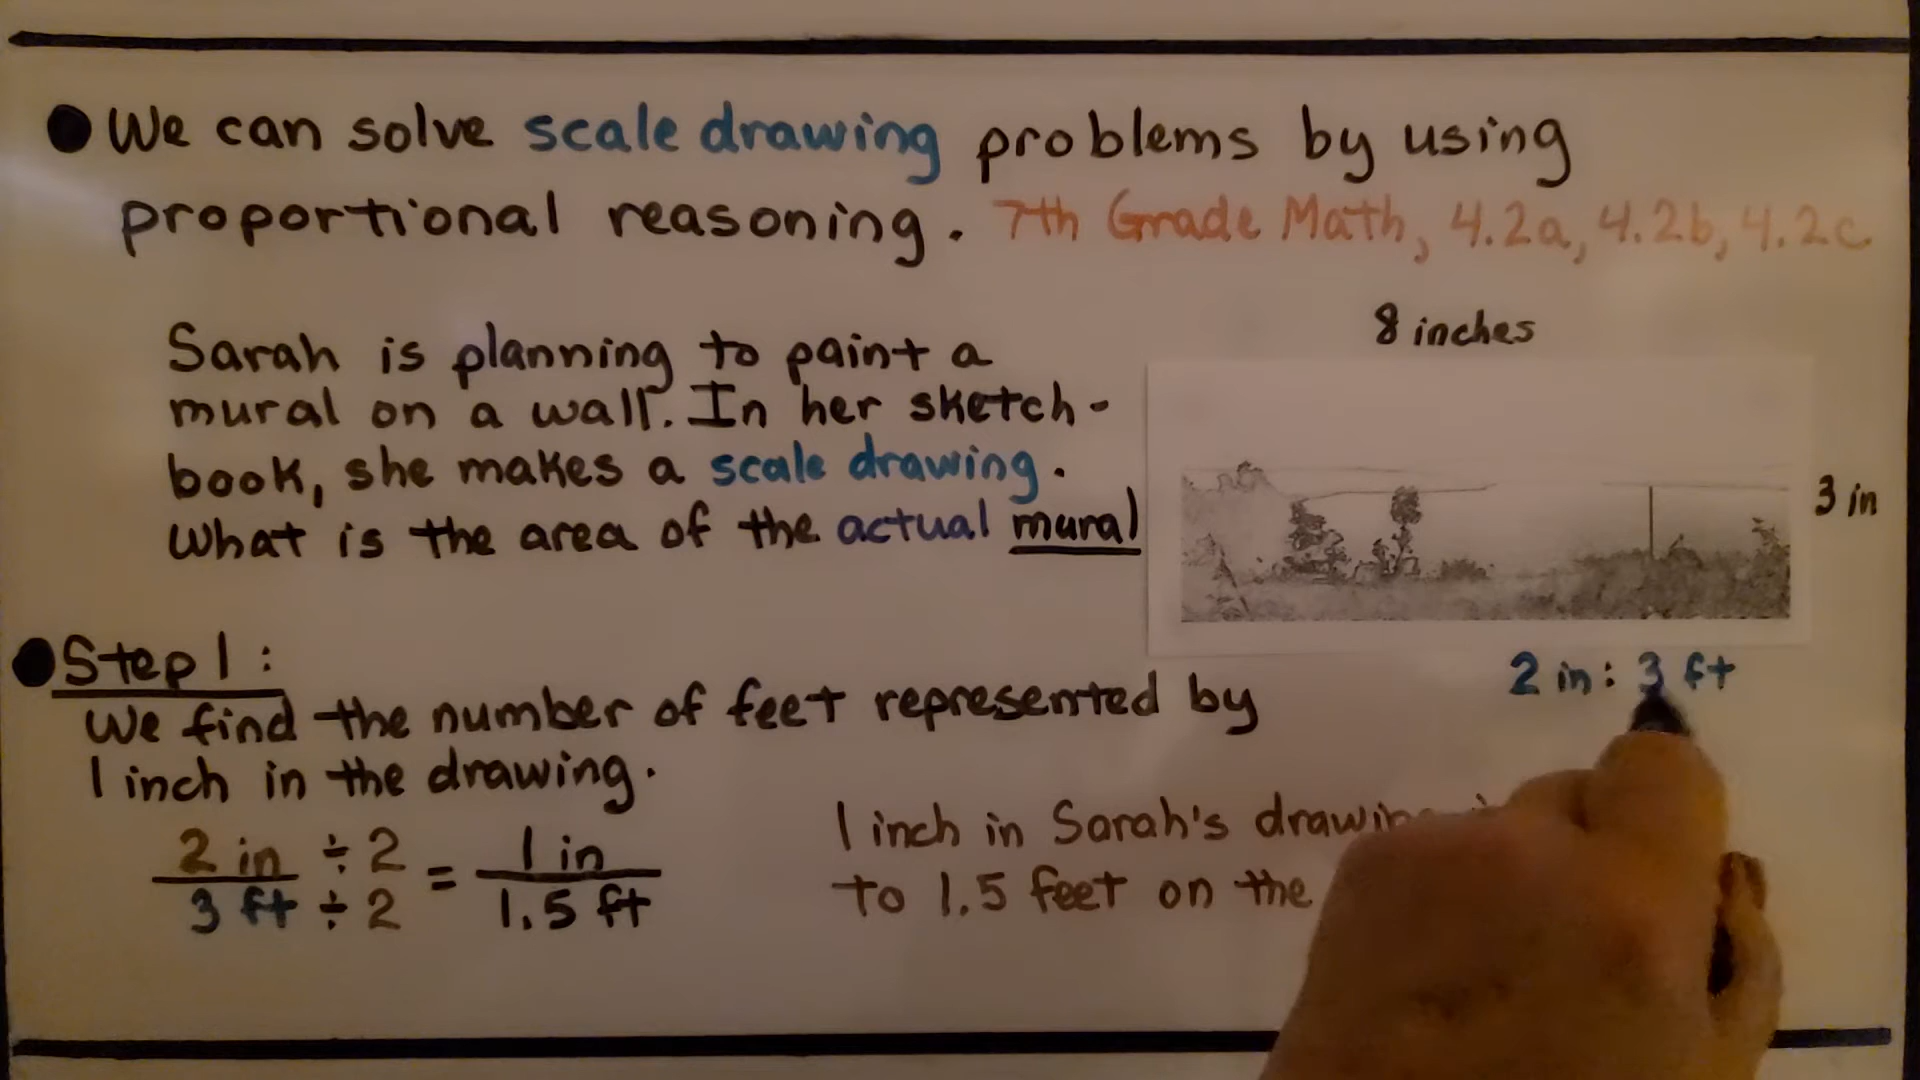 We can solve scale drawing problems by using
proportional reasoning. 7th Grade Math, 4.2a, 4.2b, 4.2c
8 inches
Sarah is planning to paint a
mural on a wall. In her sketch-
book, she makes a scale drawing.
What is the area of the actual mural
3 in
2 in : 3 ft
Step 1:
We find the number of feet represented by
1 inch in the drawing.
2 in ÷ 2 = 1 in
3 ft ÷ 2 1.5 ft
1 inch in Sarah's
to 1.5 feet on the